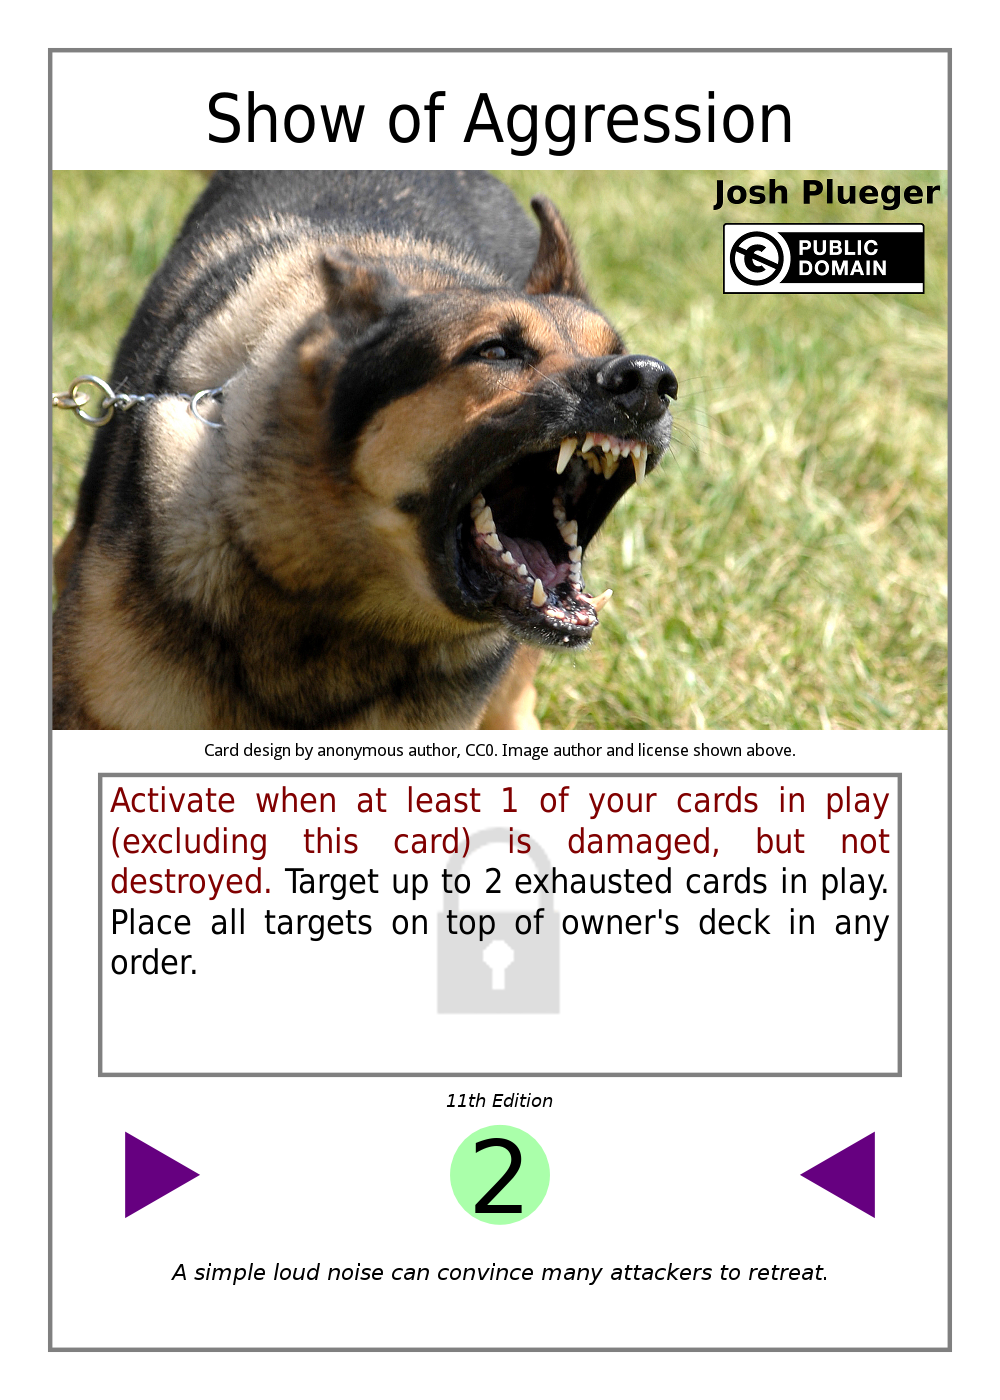 Show of Aggression
Josh Plueger
PUBLIC
DOMAIN
Card design by anonymous author, CC0. Image author and license shown above.
Activate when at least 1 of your cards in play
(excluding this card) is damaged, but not
destroyed. Target up to 2 exhausted cards in play.
Place all targets on top of owner's deck in any
order.
11th Edition
2
A simple loud noise can convince many attackers to retreat.